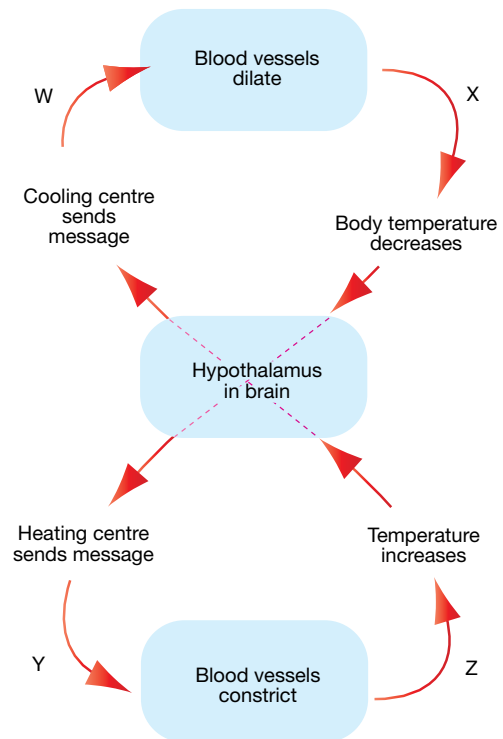 Blood vessels
dilate
W
X
Cooling centre
sends
message
Body temperature
decreases
Hypothalamus
in brain
Heating centre
sends message
Temperature
increases
Y
Blood vessels
constrict
Z